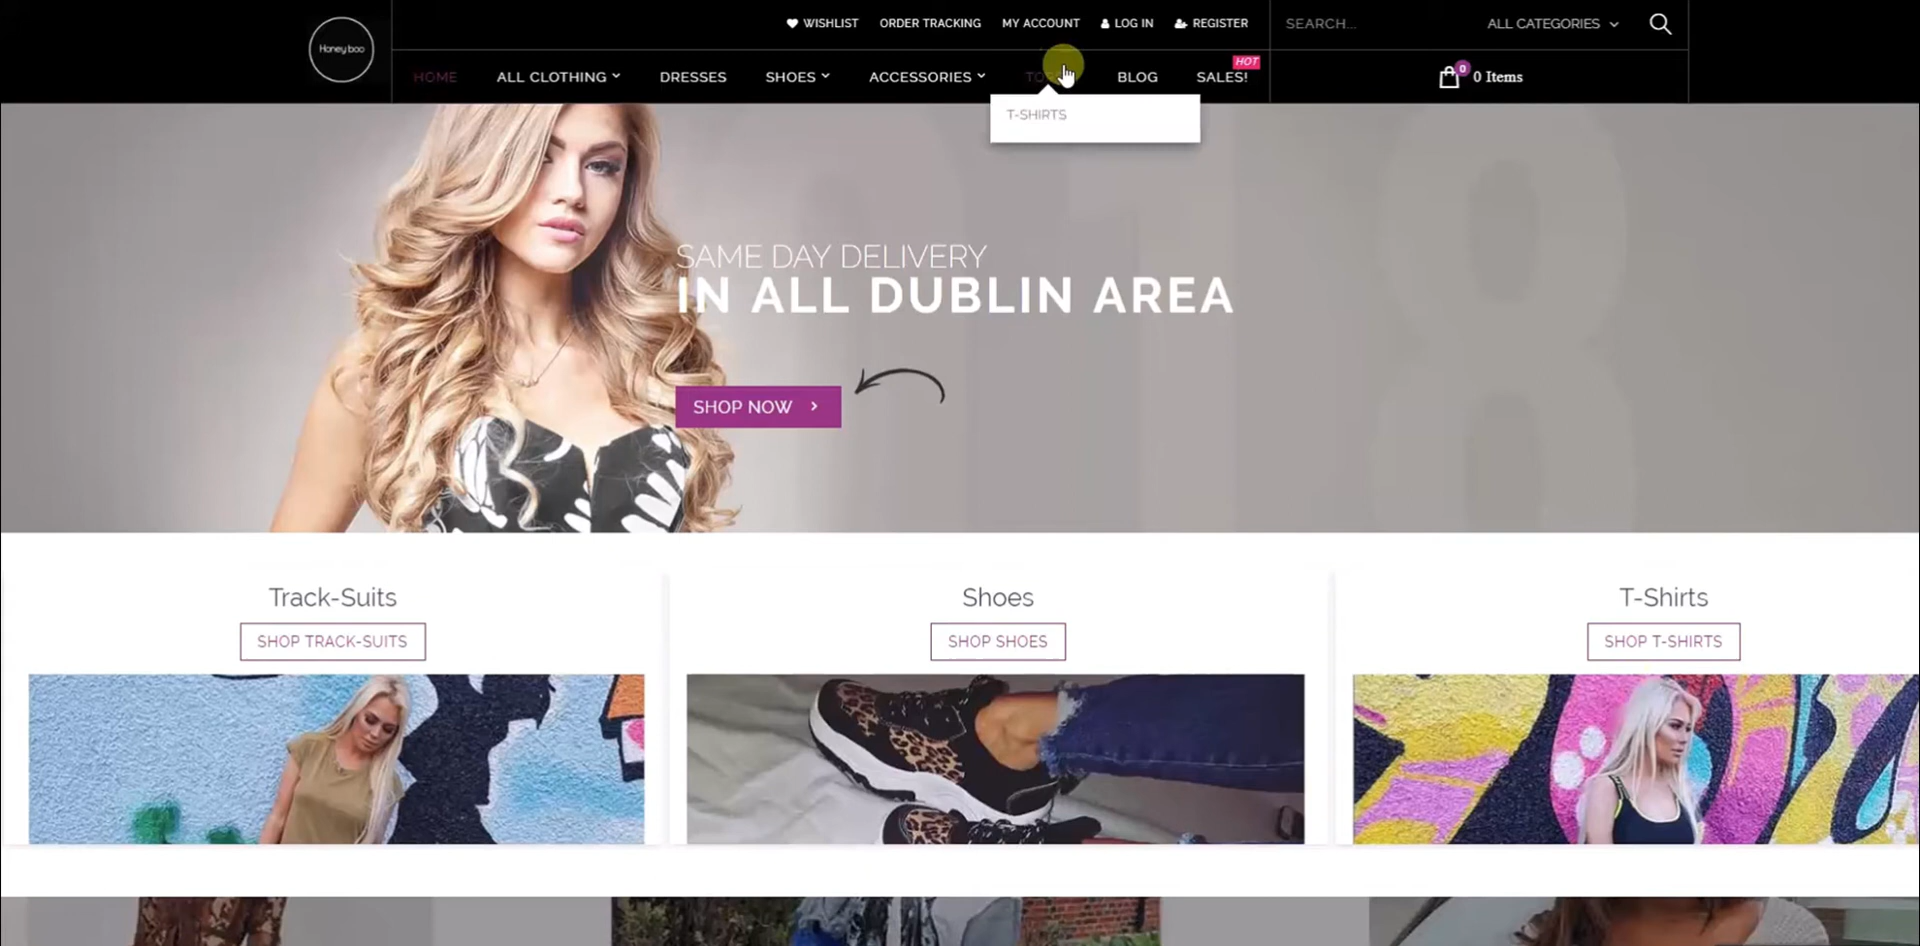 Honey boo
WISHLIST ORDER TRACKING MY ACCOUNT LOG IN REGISTER SEARCH... ALL CATEGORIES
HOT
HOME ALL CLOTHING DRESSES SHOES ACCESSORIES BLOG SALES! 0 0 Items
T-SHIRTS
SAME DAY DELIVERY
IN ALL DUBLIN AREA
SHOP NOW
Track-Suits Shoes T-Shirts
SHOP TRACK-SUITS SHOP SHOES SHOP T-SHIRTS